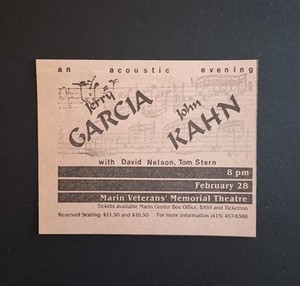 an acoustic evening
Jerry
GARCIA
John
KAHN
with David Nelson, Tom Stern
8 pm
February 28
Marin Veterans' Memorial Theatre
Tickets available Marin Center Box Office, BASS and Ticketron
Reserved Seating: $11.50 and $10.50 For more information (415) 457-6388